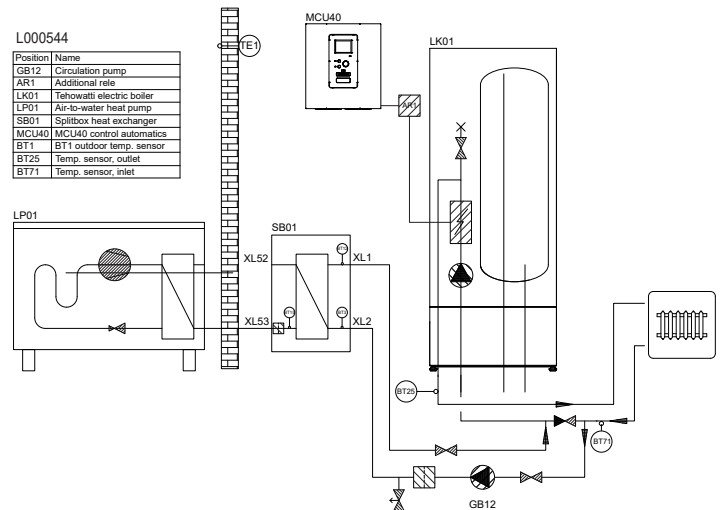 L000544
Position Name
GB12 Circulation pump
AR1 Additional rele
LK01 Tehowatti electric boiler
LP01 Air-to-water heat pump
SB01 Splitbox heat exchanger
MCU40 MCU40 control automatics
BT1 BT1 outdoor temp. sensor
BT25 Temp. sensor, outlet
BT71 Temp. sensor, inlet
TE1
MCU40
AR1
LK01
LP01
SB01
XL52
XL1
XL53
XL2
BT3
BT25
BT71
GB12